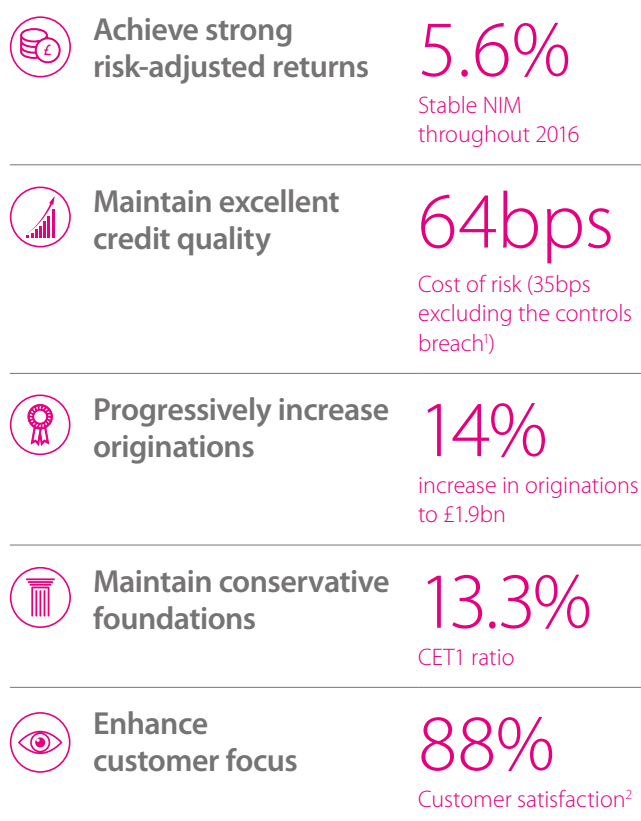 £
Achieve strong
risk-adjusted returns
5.6%
Stable NIM
throughout 2016
Maintain excellent
credit quality
64bps
Cost of risk (35bps
excluding the controls
breach¹)
Progressively increase
originations
14%
increase in originations
to £1.9bn
Maintain conservative
foundations
13.3%
CET1 ratio
Enhance
customer focus
88%
Customer satisfaction²